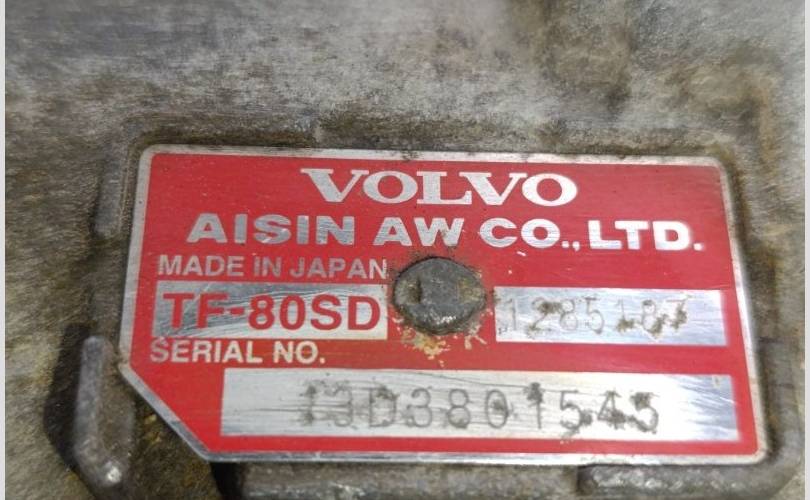 VOLVO
AISIN AW CO., LTD.
MADE IN JAPAN
TF-80SD 1285187
SERIAL NO.
13D3801545